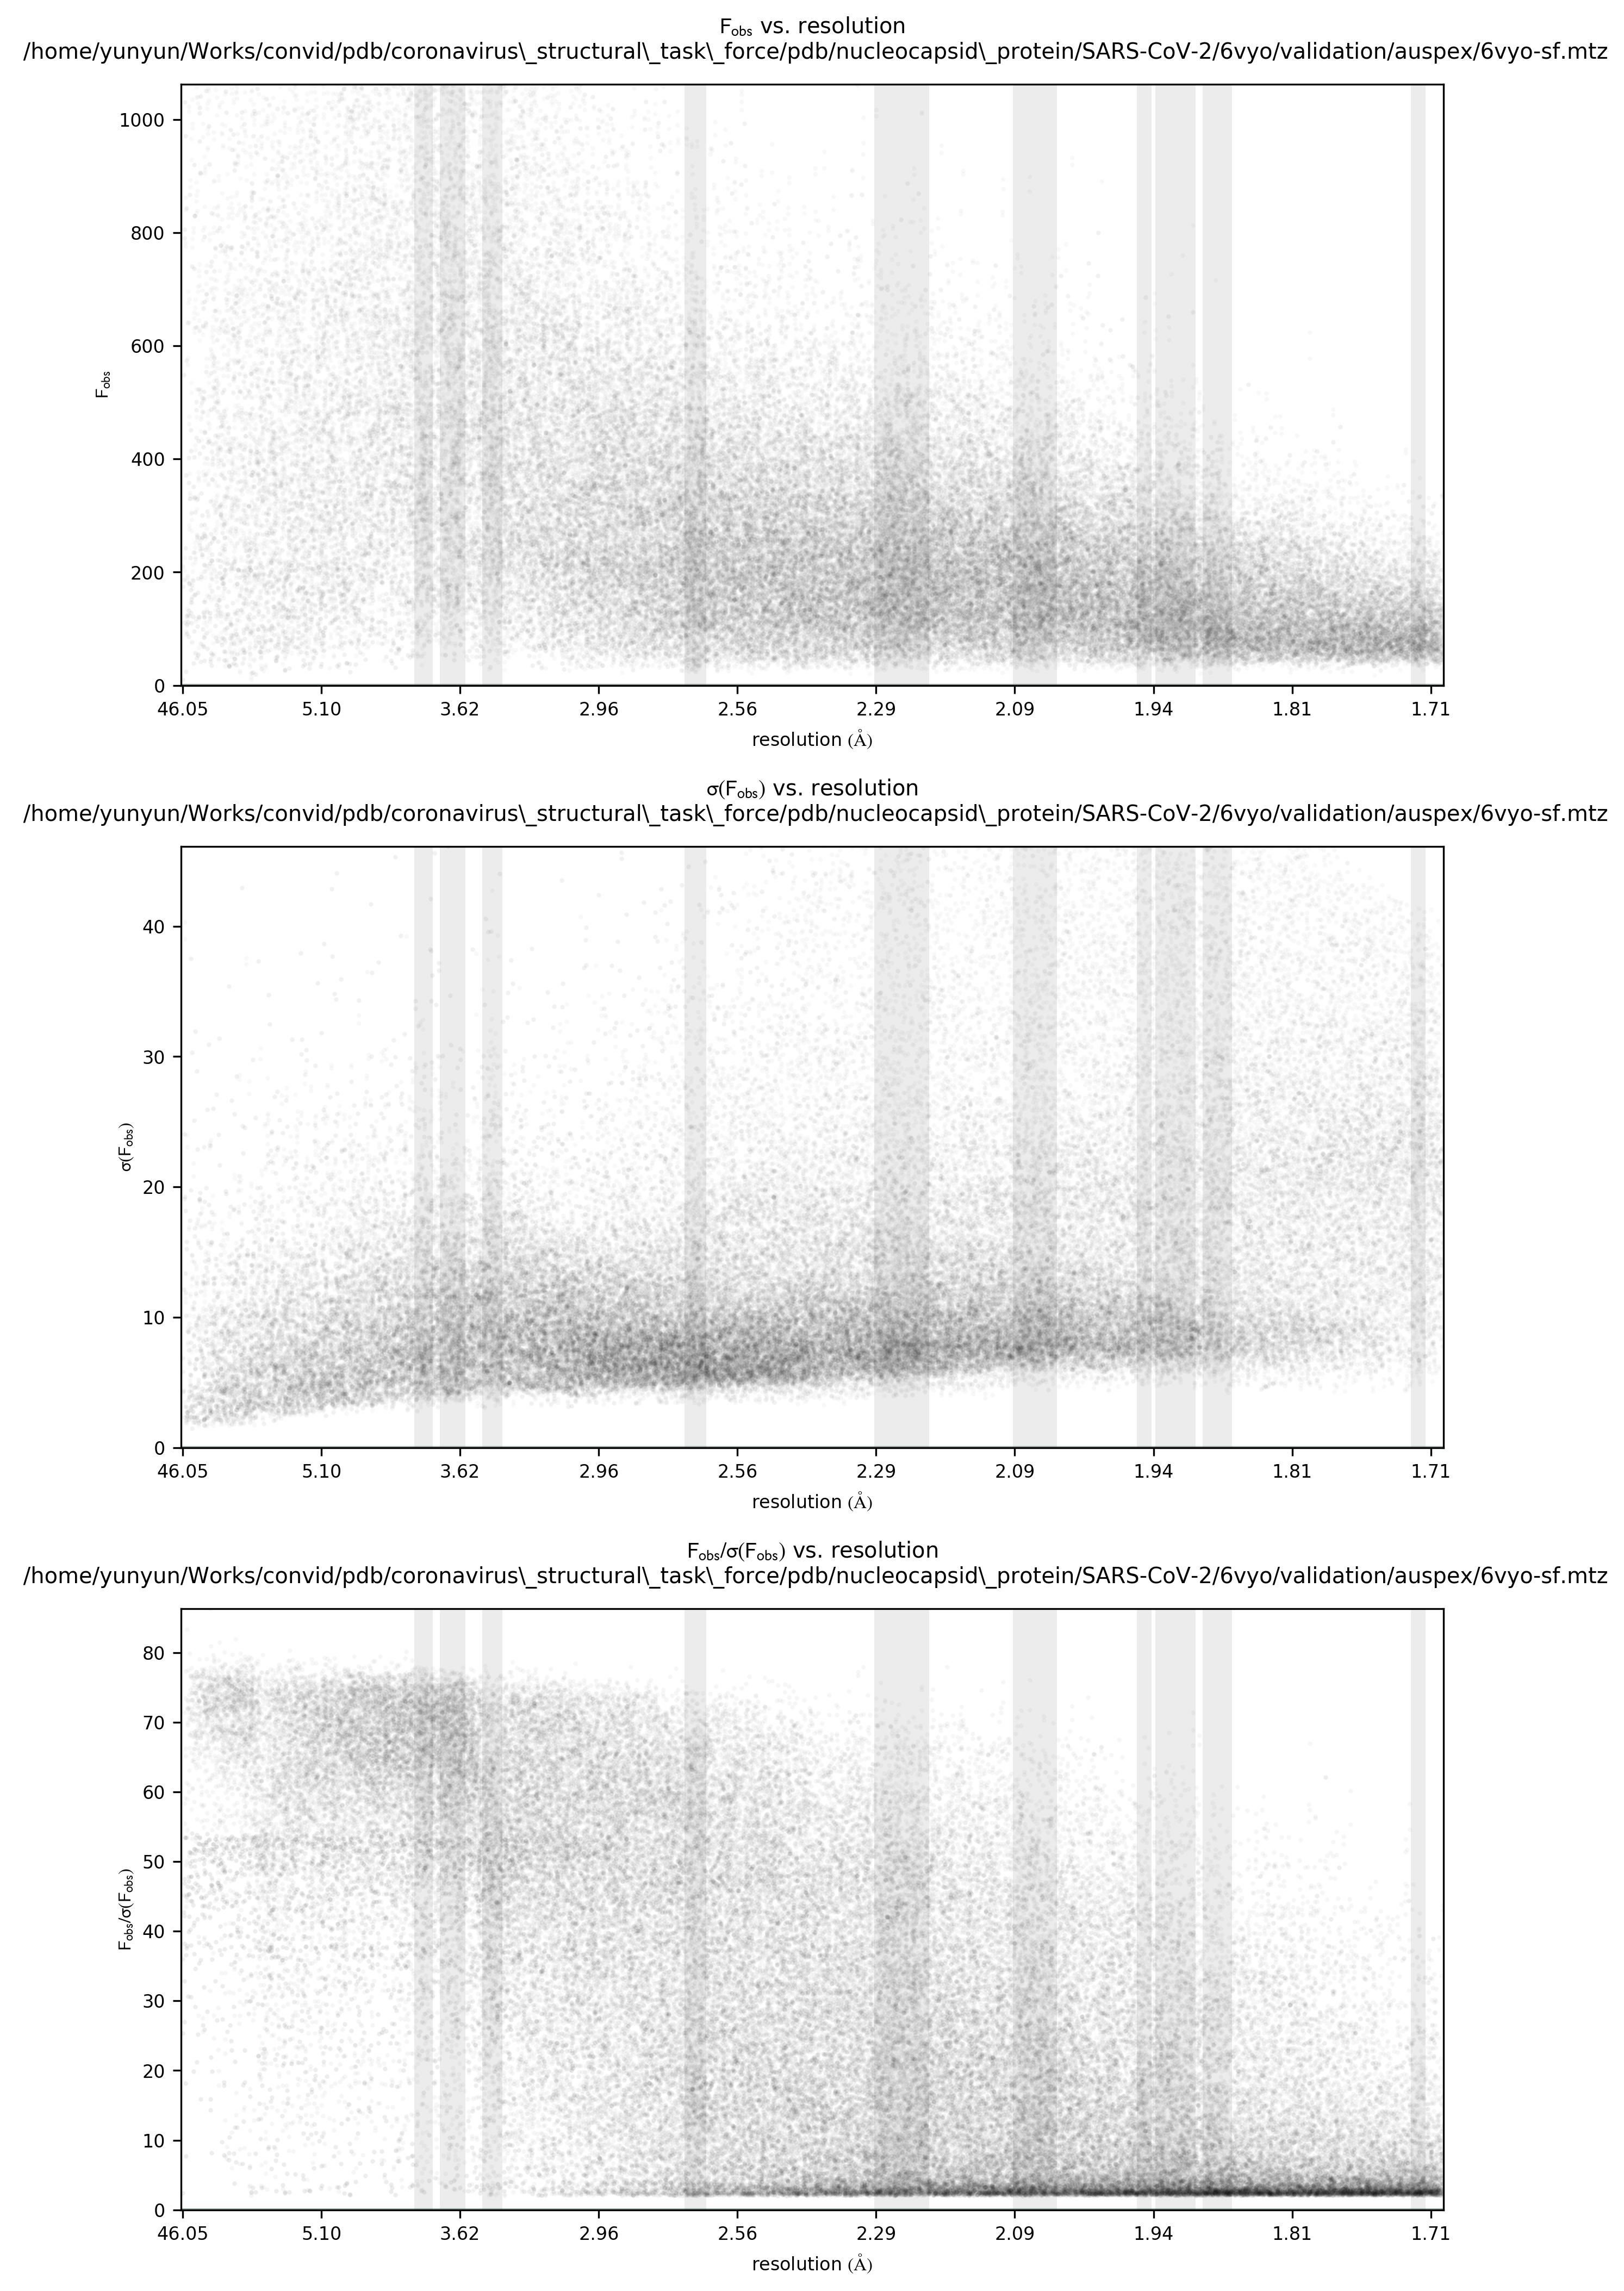 Fobs vs. resolution
/home/yunyun/Works/convid/pdb/coronavirus\_structural\_task\_force/pdb/nucleocapsid\_protein/SARS-CoV-2/6vyo/validation/auspex/6vyo-sf.mtz
1000
800
600
400
200
0
Fobs
46.05 5.10 3.62 2.96 2.56 2.29 2.09 1.94 1.81 1.71
resolution (Å)
σ(Fobs) vs. resolution
/home/yunyun/Works/convid/pdb/coronavirus\_structural\_task\_force/pdb/nucleocapsid\_protein/SARS-CoV-2/6vyo/validation/auspex/6vyo-sf.mtz
40
30
20
10
0
σ(Fobs)
46.05 5.10 3.62 2.96 2.56 2.29 2.09 1.94 1.81 1.71
resolution (Å)
Fobs/σ(Fobs) vs. resolution
/home/yunyun/Works/convid/pdb/coronavirus\_structural\_task\_force/pdb/nucleocapsid\_protein/SARS-CoV-2/6vyo/validation/auspex/6vyo-sf.mtz
80
70
60
50
40
30
20
10
0
Fobs/σ(Fobs)
46.05 5.10 3.62 2.96 2.56 2.29 2.09 1.94 1.81 1.71
resolution (Å)